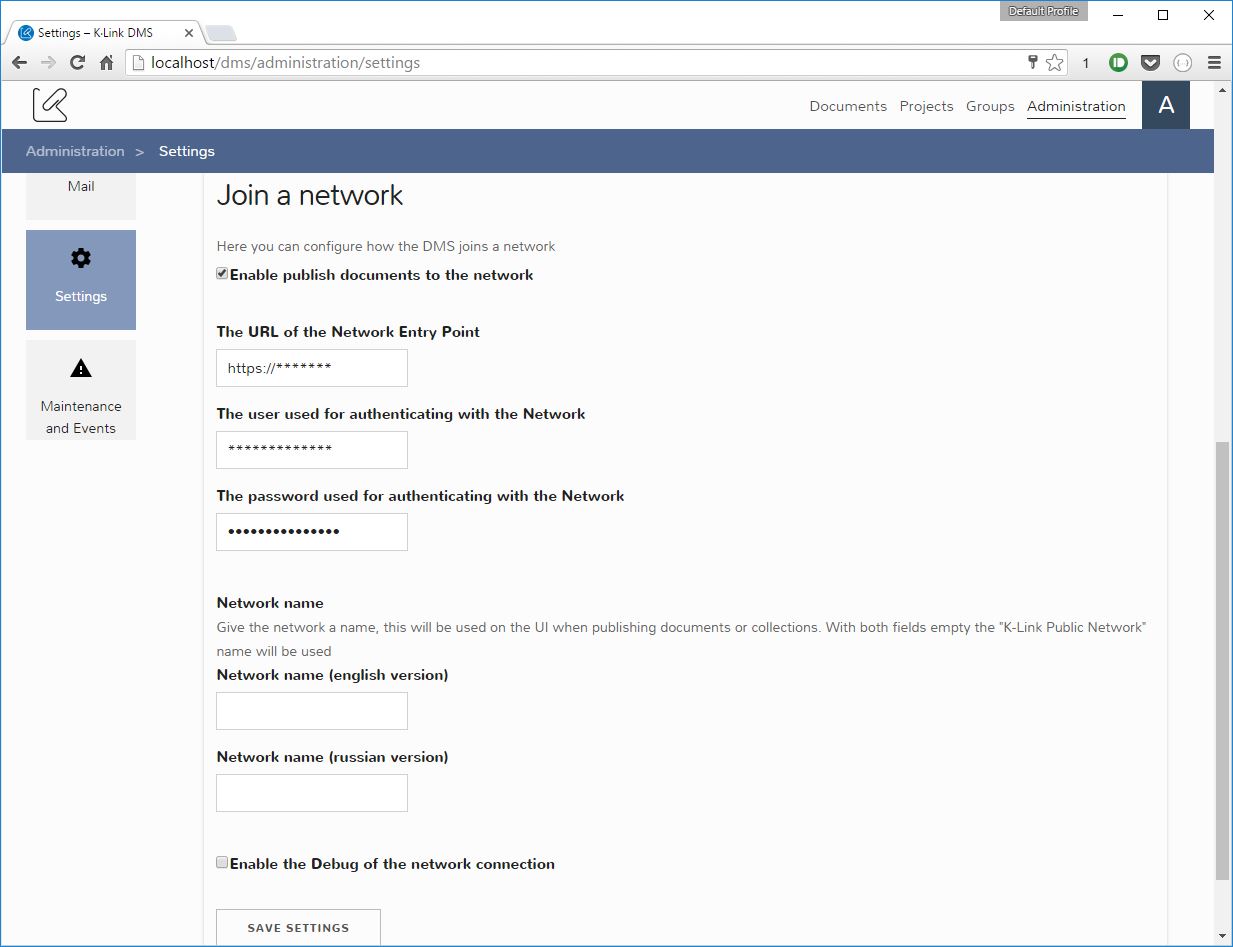 Default Profile
Settings – K-Link DMS
localhost/dms/administration/settings
1
Documents Projects Groups Administration A
Administration > Settings
Mail
Settings
Maintenance
and Events
Join a network
Here you can configure how the DMS joins a network
Enable publish documents to the network
The URL of the Network Entry Point
https://*******
The user used for authenticating with the Network
*************
The password used for authenticating with the Network
•••••••••••••••
Network name
Give the network a name, this will be used on the UI when publishing documents or collections. With both fields empty the "K-Link Public Network"
name will be used
Network name (english version)
Network name (russian version)
Enable the Debug of the network connection
SAVE SETTINGS